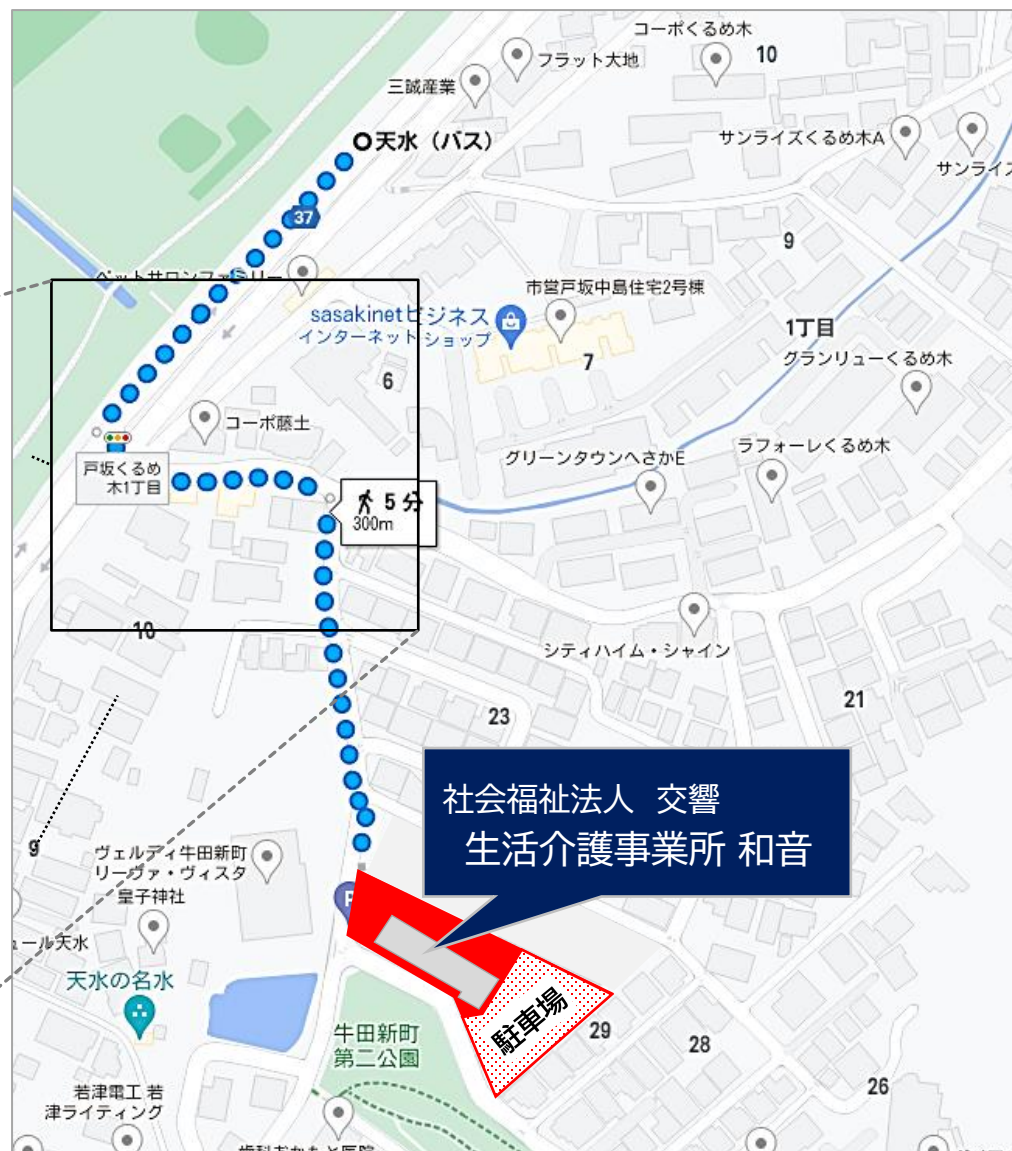 コーポくるめ木
10
フラット大地
三誠産業
天水（バス）
サンライズくるめ木A
サンライズ
37
9
ペットサロンファミリー
市営戸坂中島住宅2号棟
sasakinetビジネス
インターネットショップ
1丁目
7
グランリューくるめ木
6
コーポ藤土
戸坂くるめ
木1丁目
グリーンタウンへさかE
ラフォーレくるめ木
5 分
300m
10
シティハイム・シャイン
21
23
社会福祉法人 交響
生活介護事業所 和音
9
ヴェルディ牛田新町
リーヴァ・ヴィスタ
皇子神社
P
ュール天水
天水の名水
駐車場
牛田新町
第二公園
29
28
26
若津電工 若
津ライティング
歯科おかもと医院